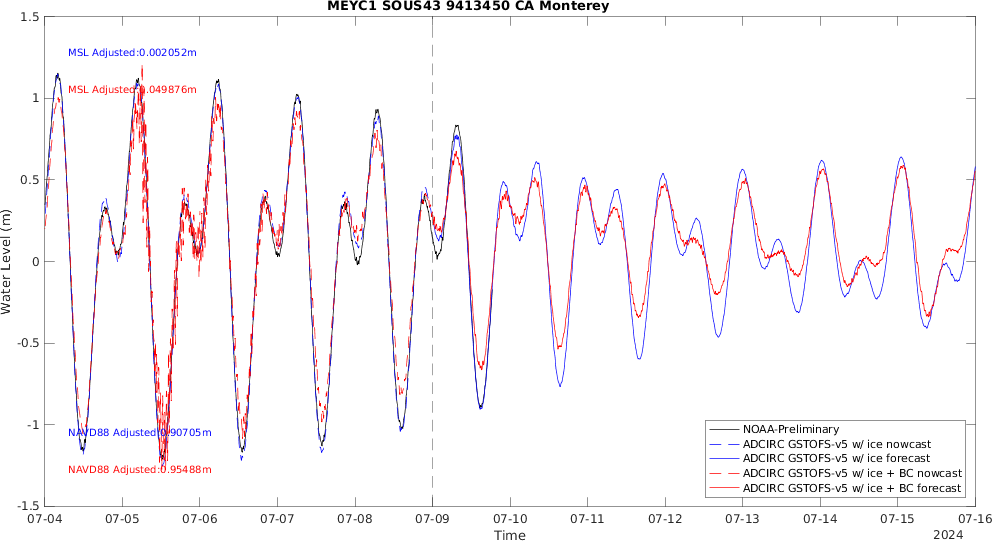 MEYC1 SOUS43 9413450 CA Monterey
1.5
1
0.5
0
-0.5
-1
-1.5
Water Level (m)
MSL Adjusted:0.002052m
MSL Adjusted:0.049876m
NAVD88 Adjusted:0.90705m
NAVD88 Adjusted:0.95488m
NOAA-Preliminary
ADCIRC GSTOFS-v5 w/ ice nowcast
ADCIRC GSTOFS-v5 w/ ice forecast
ADCIRC GSTOFS-v5 w/ ice + BC nowcast
ADCIRC GSTOFS-v5 w/ ice + BC forecast
07-04 07-05 07-06 07-07 07-08 07-09 07-10 07-11 07-12 07-13 07-14 07-15 07-16
Time
2024